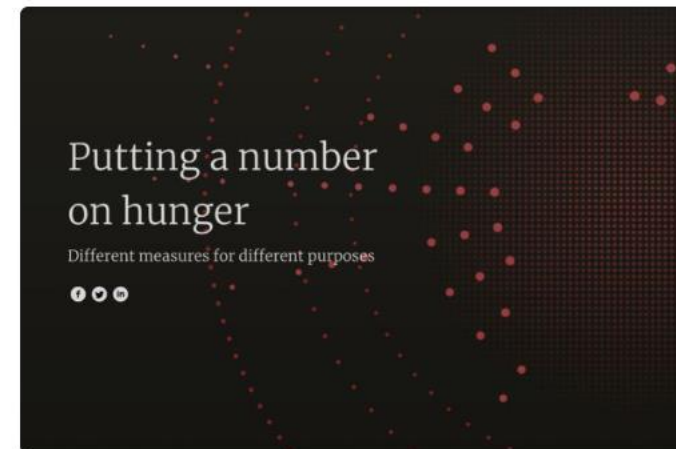 Putting a number
on hunger
Different measures for different purposes